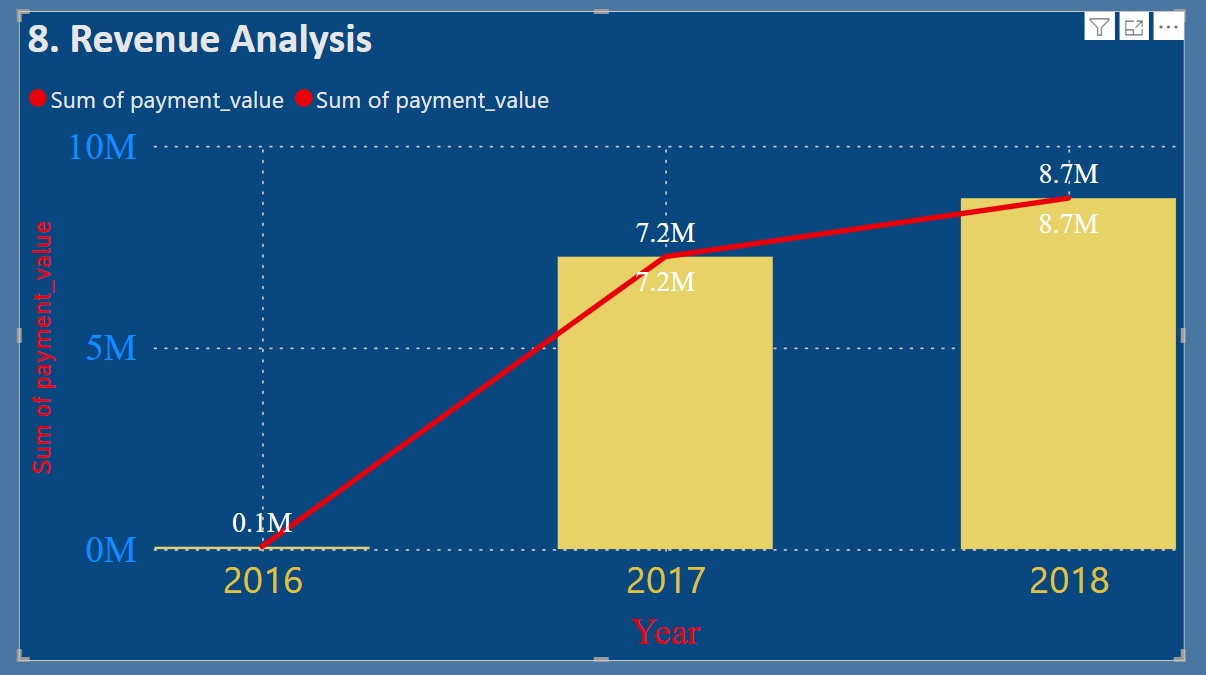 8. Revenue Analysis
Sum of payment_value Sum of payment_value
10M
5M
0M
Sum of payment_value
8.7M
8.7M
7.2M
7.2M
0.1M
2016 2017 2018
Year